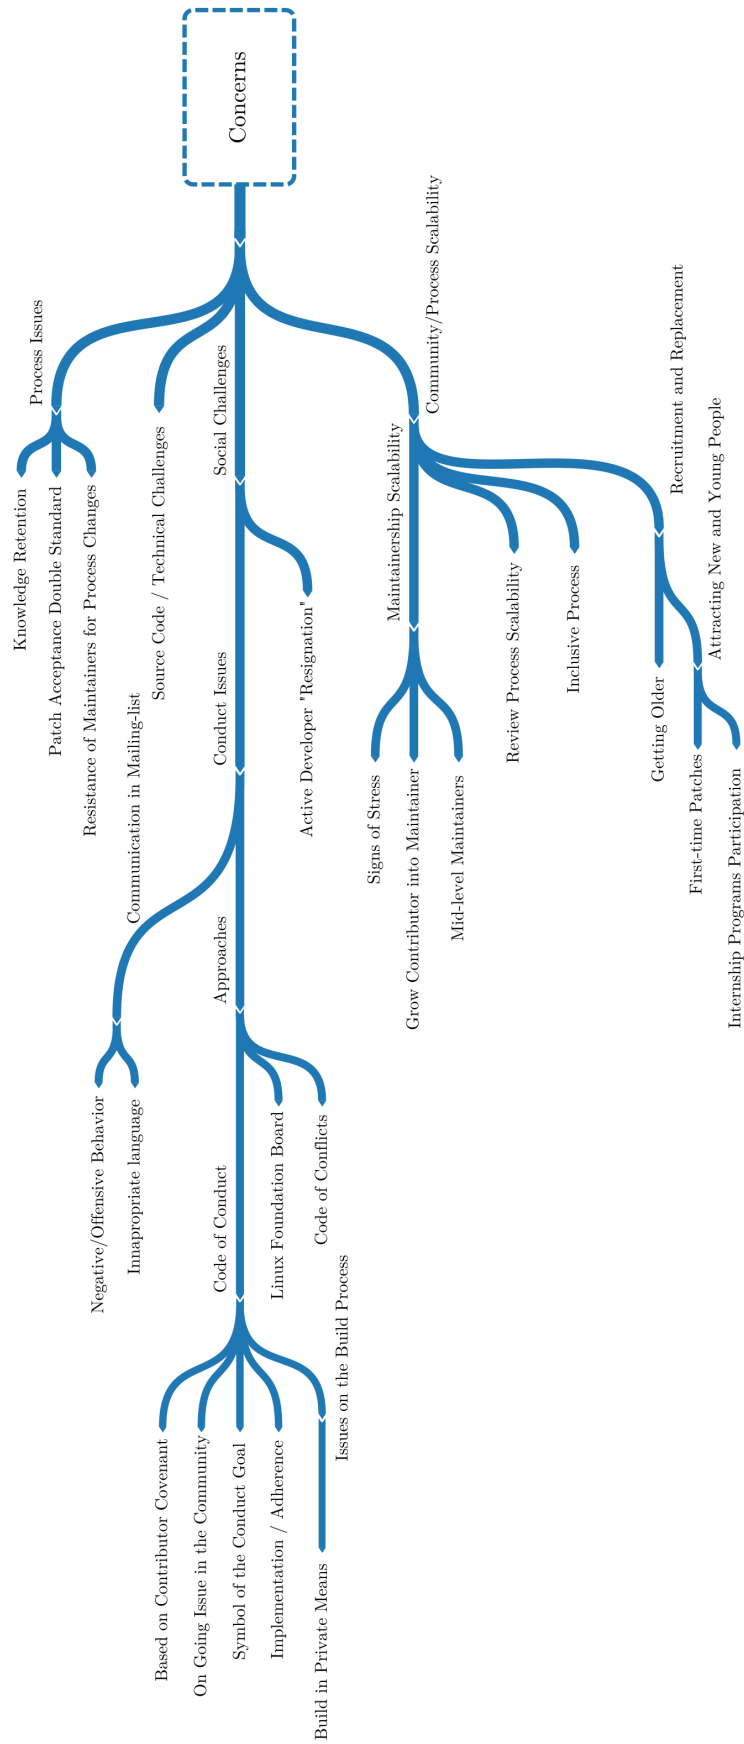 Concerns
Process Issues
Knowledge Retention
Patch Acceptance Double Standard
Resistance of Maintainers for Process Changes
Source Code / Technical Challenges
Social Challenges
Conduct Issues
Communication in Mailing-list
Negative/Offensive Behavior
Innapropriate language
Approaches
Code of Conduct
Based on Contributor Covenant
On Going Issue in the Community
Symbol of the Conduct Goal
Implementation / Adherence
Issues on the Build Process
Build in Private Means
Linux Foundation Board
Code of Conflicts
Active Developer "Resignation"
Community/Process Scalability
Maintainership Scalability
Signs of Stress
Grow Contributor into Maintainer
Mid-level Maintainers
Review Process Scalability
Inclusive Process
Recruitment and Replacement
Getting Older
Attracting New and Young People
First-time Patches
Internship Programs Participation